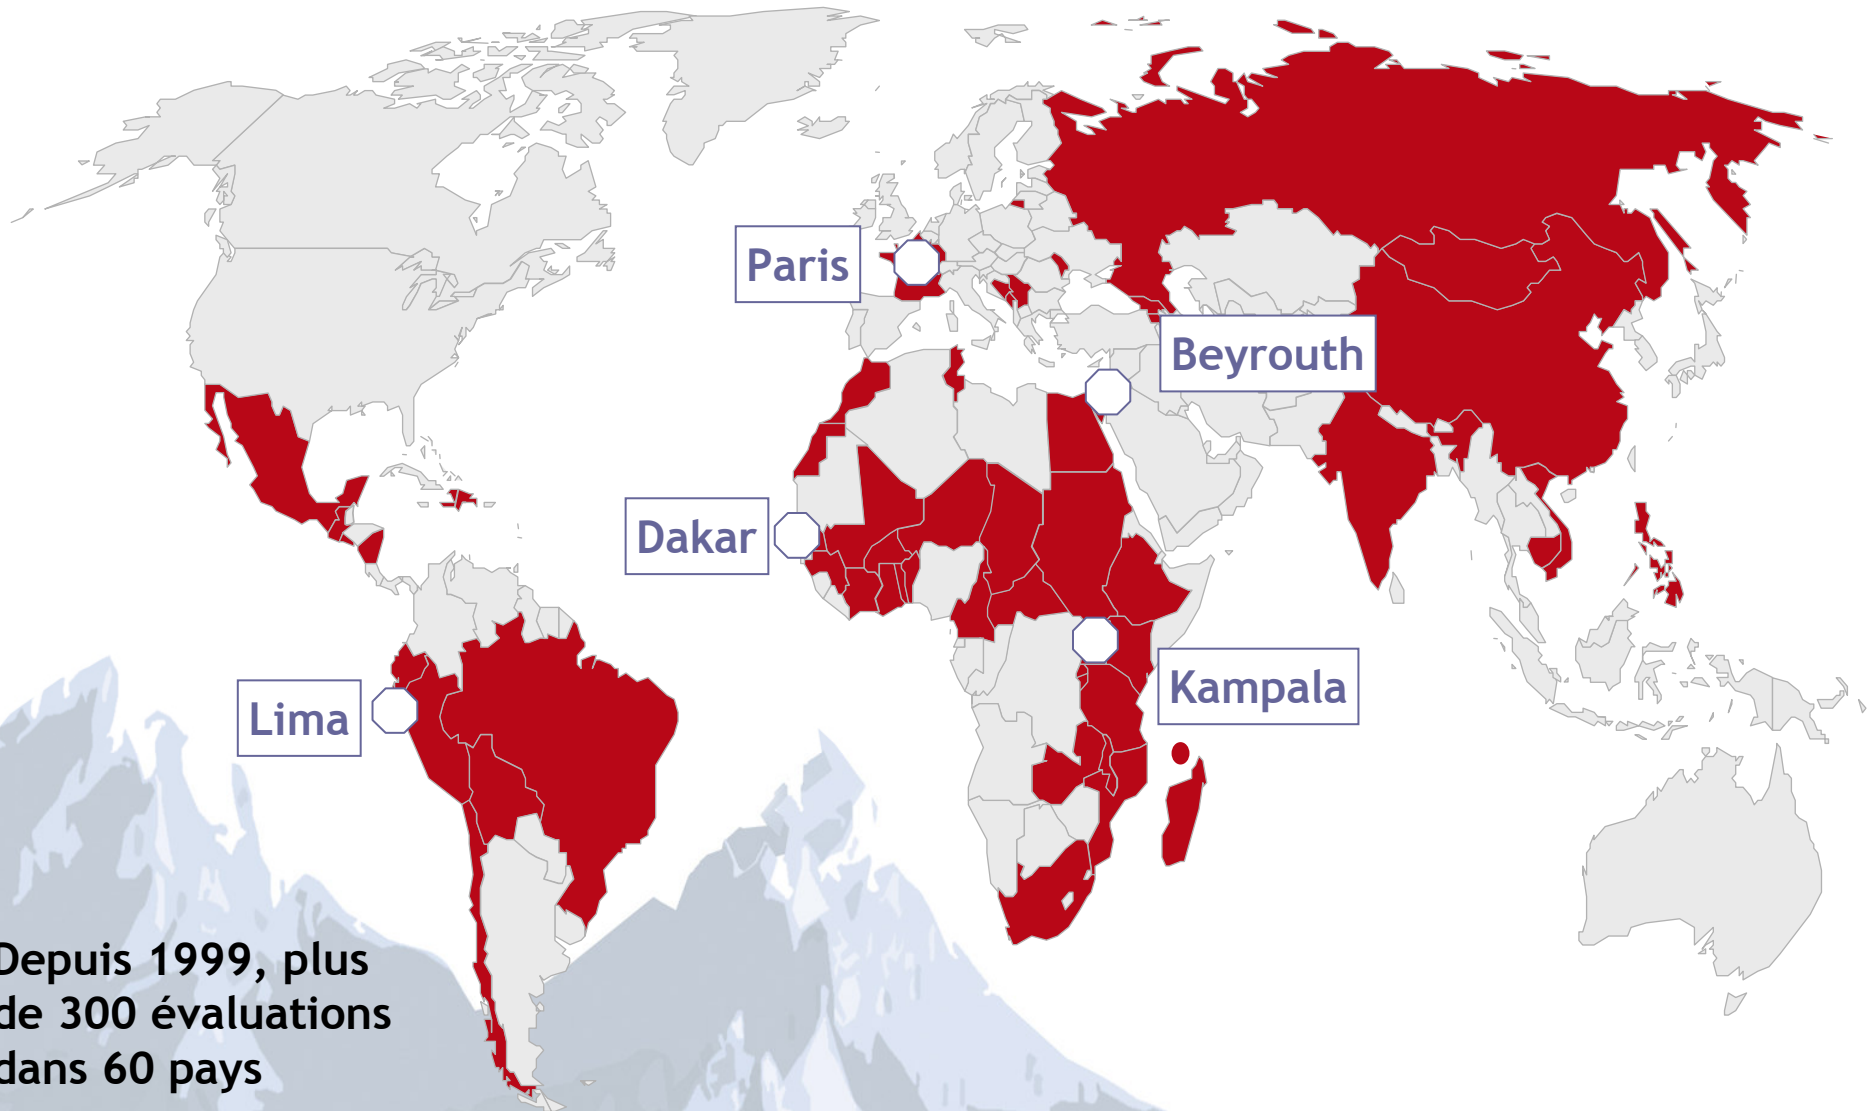 Paris
Beyrouth
Dakar
Kampala
Lima
Depuis 1999, plus
de 300 évaluations
dans 60 pays